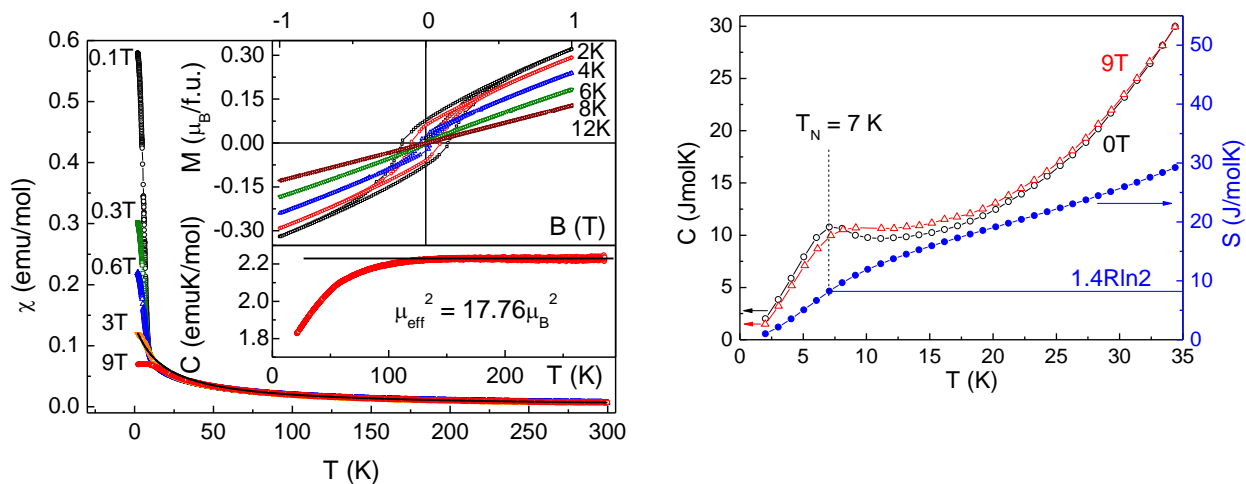 -1 0 1
0.6
0.5
0.4
0.3
0.2
0.1
0.0
χ (emu/mol)
0.1T
0.3T
0.6T
3T
9T
0.30
0.15
0.00
-0.15
-0.30
M (μB/f.u.)
2K
4K
6K
8K
12K
B (T)
2.2
2.0
1.8
C (emuK/mol)
μeff² = 17.76μB²
0 100 200
T (K)
0 50 100 150 200 250 300
T (K)
30
25
20
15
10
5
0
C (JmolK)
9T
0T
TN = 7 K
1.4Rln2
50
40
30
20
10
0
S (J/molK)
0 5 10 15 20 25 30 35
T (K)